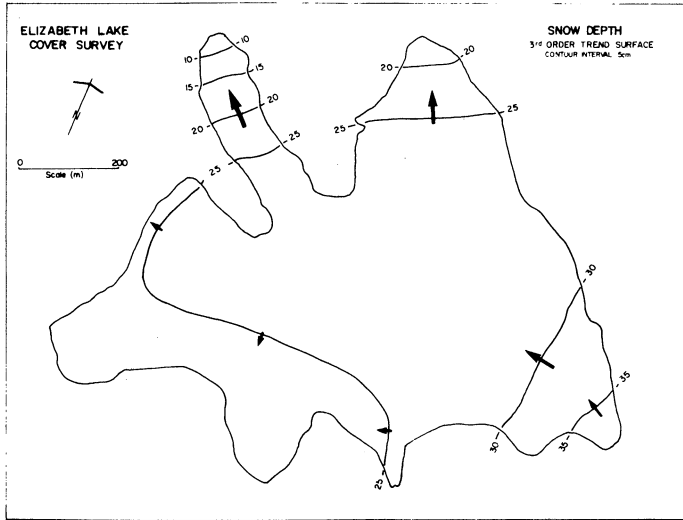 ELIZABETH LAKE
COVER SURVEY
SNOW DEPTH
3rd ORDER TREND SURFACE
CONTOUR INTERVAL 5cm
N
0 200
Scale (m)
10 10
15 15
20 20
25 25
20 20
25 25
30
35
30
35
25